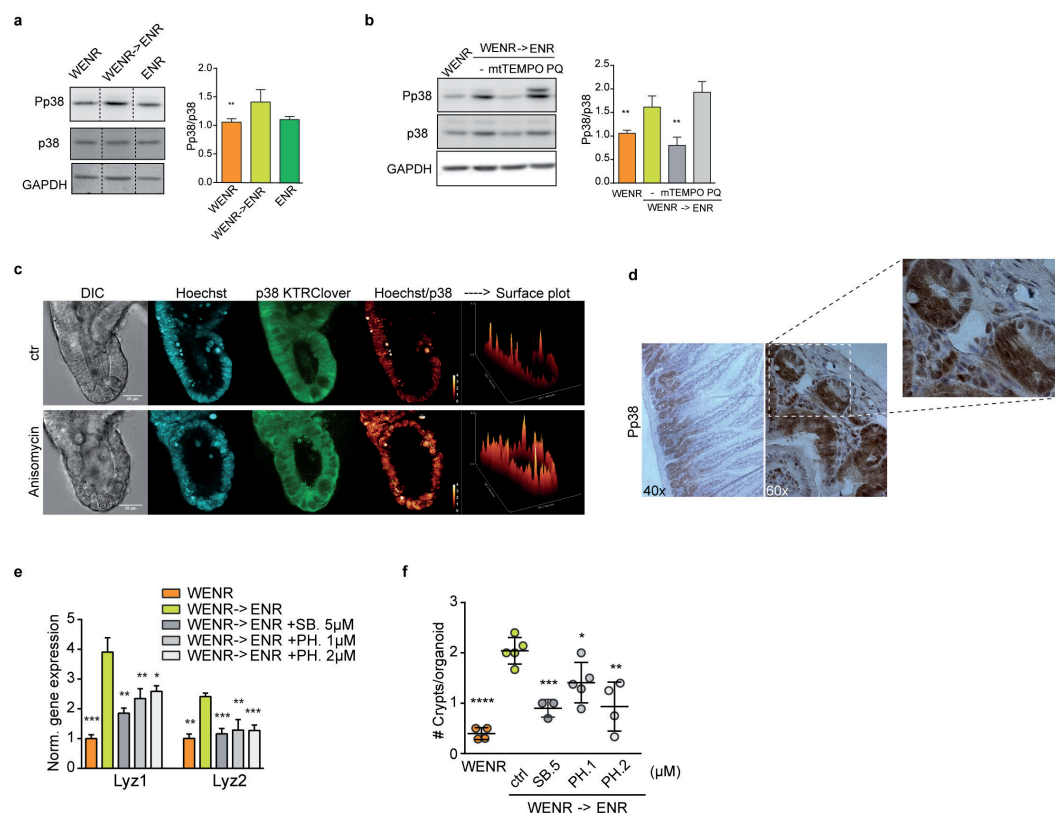 a
WENR
WENR->ENR
ENR
Pp38
p38
GAPDH
Pp38/p38
2.0
1.5
1.0
0.5
0.0
**
WENR
WENR->ENR
ENR
b
WENR->ENR
WENR
- mtTEMPO PQ
Pp38
p38
GAPDH
Pp38/p38
2.5
2.0
1.5
1.0
0.5
0.0
**
**
WENR - mTEMPO PQ
WENR -> ENR
c
DIC Hoechst p38 KTRClover Hoechst/p38 ----> Surface plot
ctr
Anisomycin
d
Pp38
40x
60x
e
Norm. gene expression
5
4
3
2
1
0
WENR
WENR-> ENR
WENR-> ENR +SB. 5µM
WENR-> ENR +PH. 1µM
WENR-> ENR +PH. 2µM
*** ** ** *
** *** ** ***
Lyz1 Lyz2
f
# Crypts/organoid
3
2
1
0
**** *** * **
WENR
ctrl
SB.5
PH.1
PH.2
(µM)
WENR -> ENR